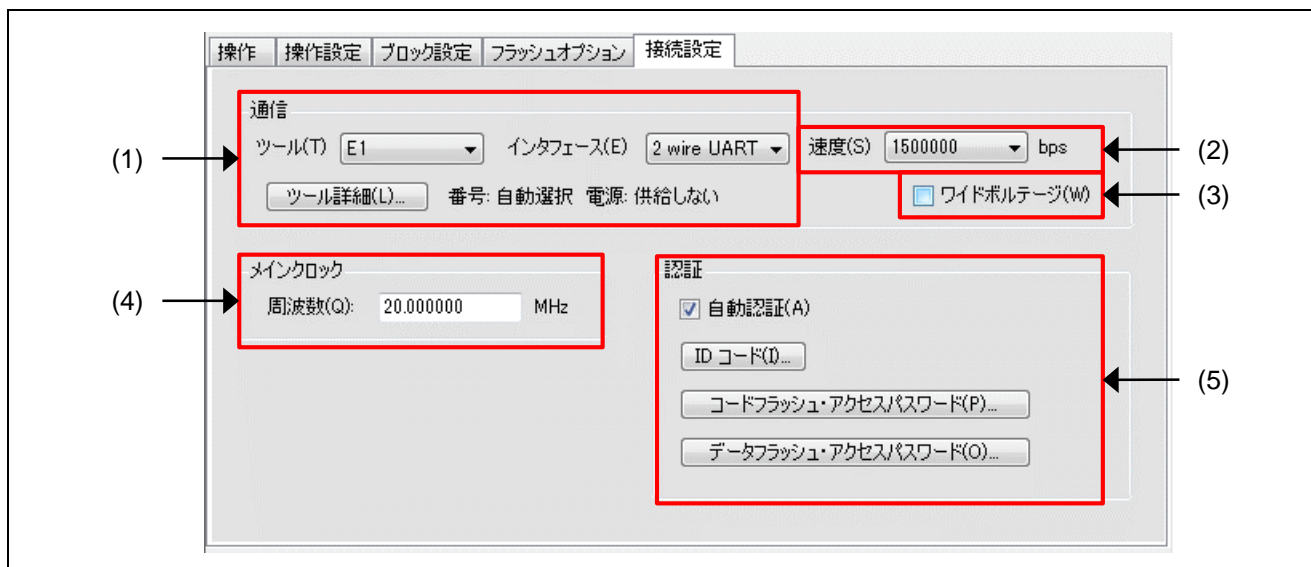 操作 操作設定 ブロック設定 フラッシュオプション 接続設定
通信
(1) ツール(T) E1 インタフェース(E) 2 wire UART 速度(S) 1500000 bps (2)
ツール詳細(L)... 番号: 自動選択 電源: 供給しない ワイドボルテージ(W) (3)
メインクロック 認証
(4) 周波数(Q): 20.000000 MHz 自動認証(A)
ID コード(I)...
(5)
コードフラッシュ・アクセスパスワード(P)...
データフラッシュ・アクセスパスワード(O)...